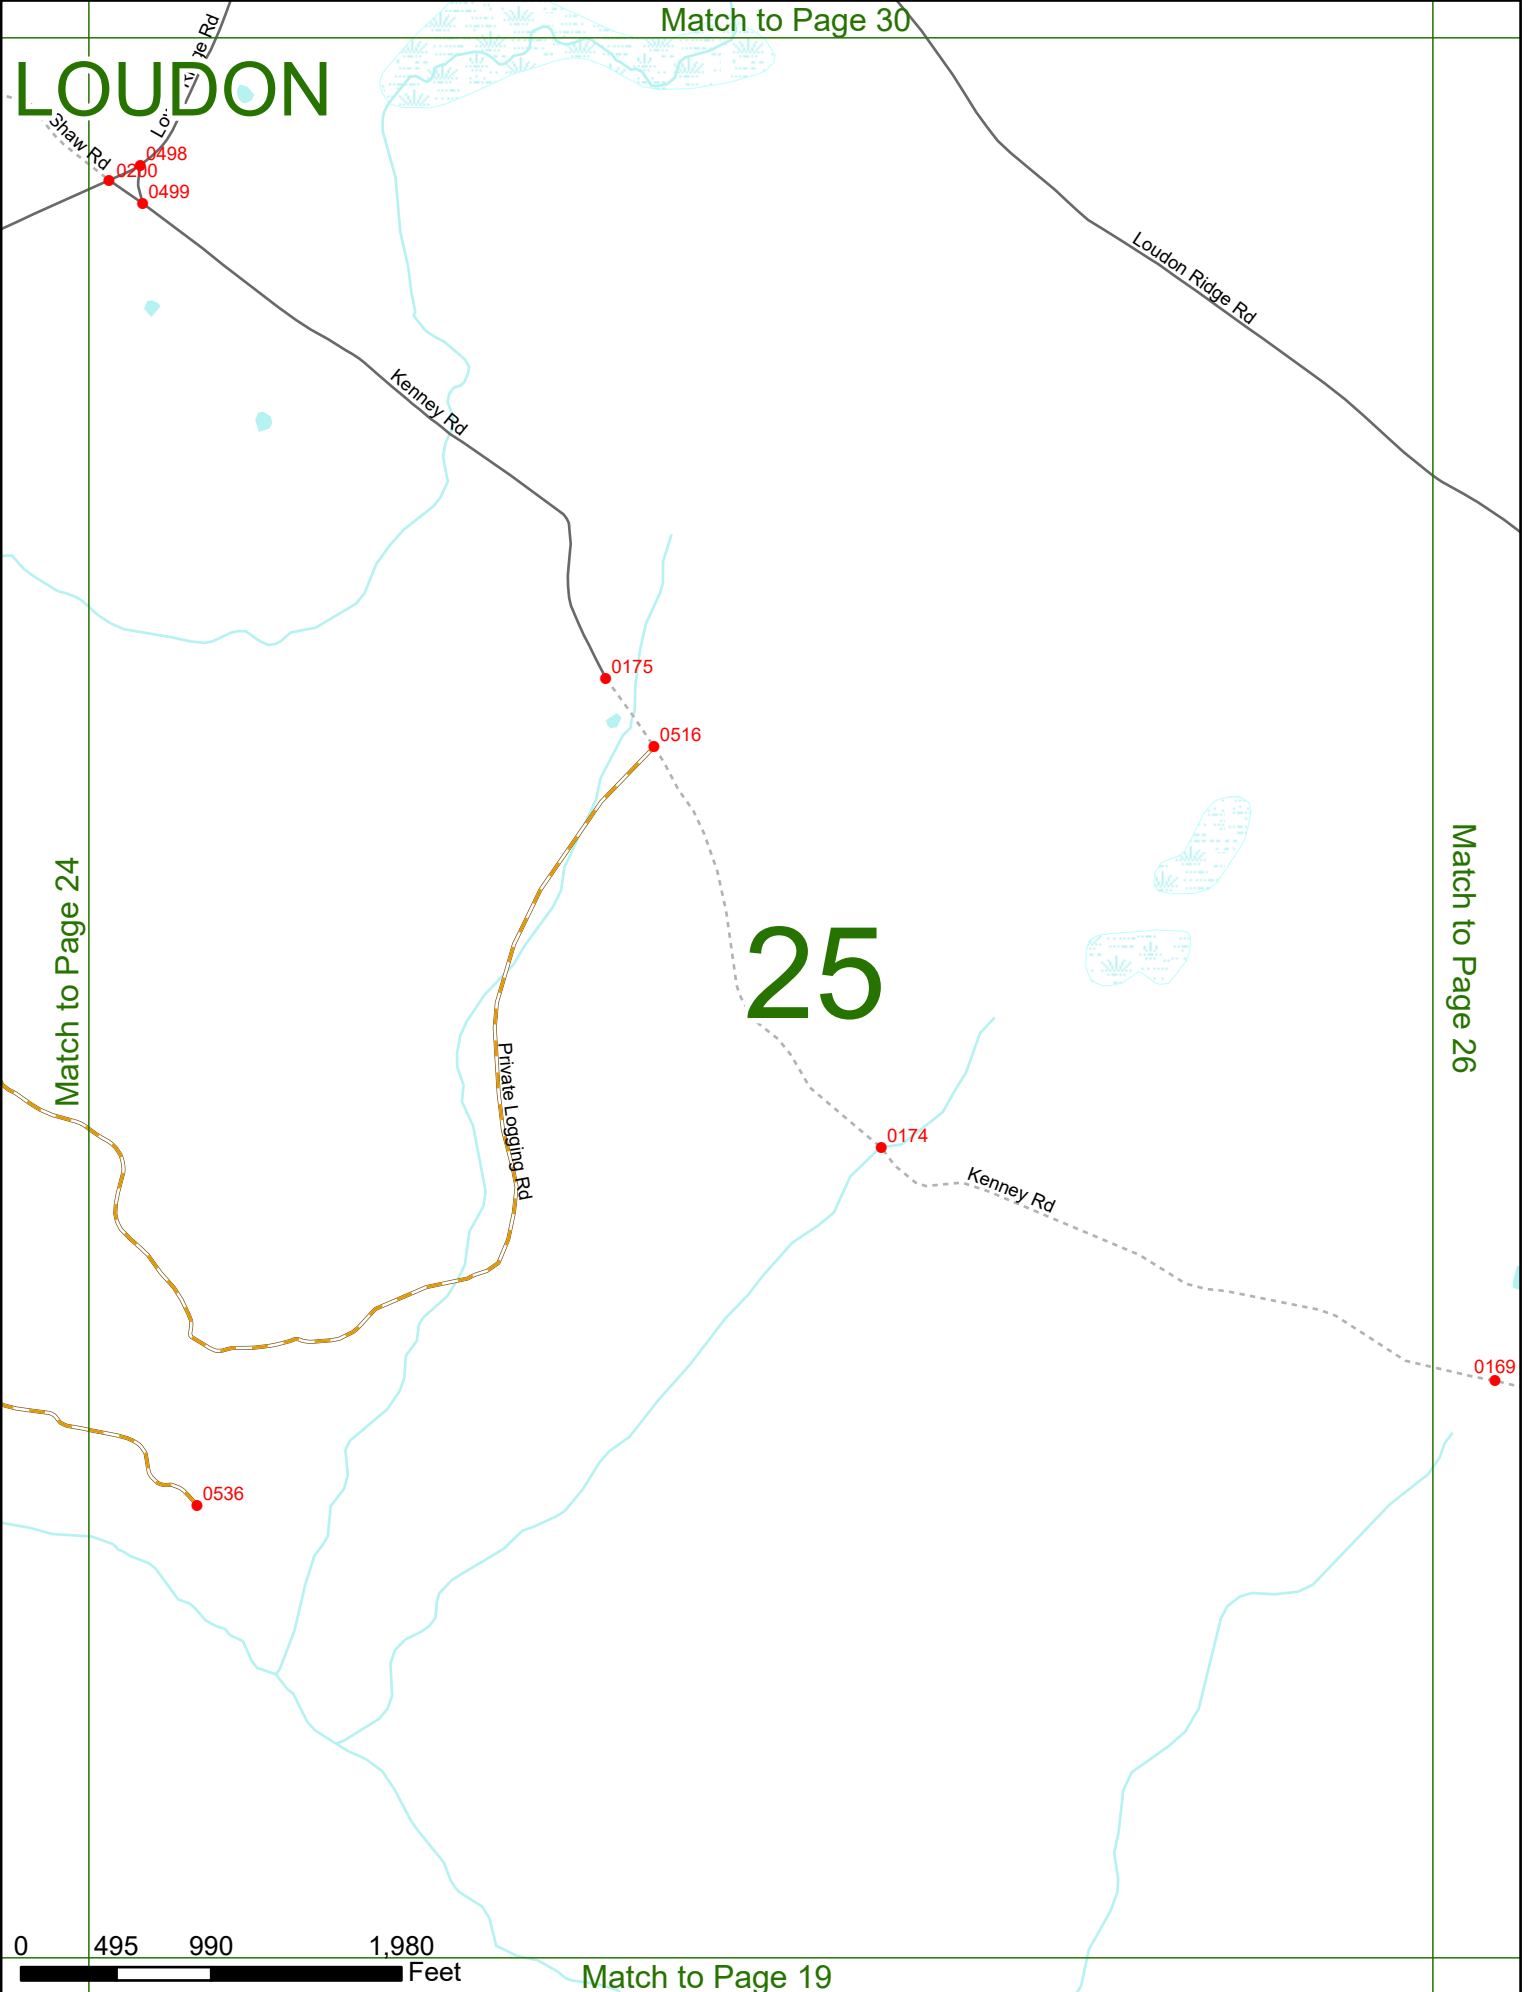 Match to Page 30
LOUDON
Shaw Rd
0498
0200
0499
Loudon Ridge Rd
Kenney Rd
0175
0516
Match to Page 24
25
Match to Page 26
Private Logging Rd
0174
Kenney Rd
0169
0536
0 495 990 1,980
Feet
Match to Page 19